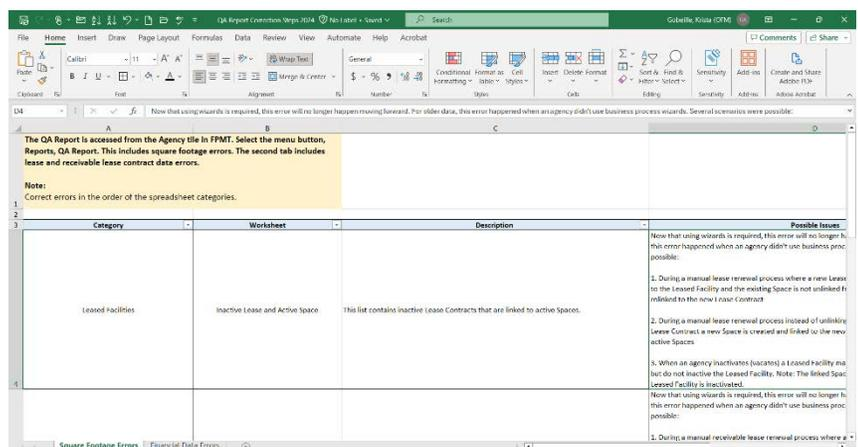 QA Report Correction Steps 2024
No Label • Saved
Search
Gobeille, Krista (OFM)
File Home Insert Draw Page Layout Formulas Data Review View Automate Help Acrobat
Comments Share
Paste
Calibri 11
Wrap Text
Merge & Center
General
Conditional Formatting
Format as Table
Cell Styles
Insert Delete Format
Sort & Filter
Find & Select
Sensitivity
Add-ins
Create and Share Adobe PDF
Clipboard Font Alignment Number Styles Cells Editing Sensitivity Add-ins Adobe Acrobat
D4
Now that using wizards is required, this error will no longer happen moving forward. For older data, this error happened when an agency didn't use business process wizards. Several scenarios were possible:
A B C D
The QA Report is accessed from the Agency tile in FPMT. Select the menu button,
Reports, QA Report. This includes square footage errors. The second tab includes
lease and receivable lease contract data errors.
Note:
Correct errors in the order of the spreadsheet categories.
1
2
3 Category Worksheet Description Possible Issues
Leased Facilities
Inactive Lease and Active Space
This list contains inactive Lease Contracts that are linked to active Spaces.
Now that using wizards is required, this error will no longer
this error happened when an agency didn't use business proc
possible:
1. During a manual lease renewal process where a new Lease
to the Leased Facility and the existing Space is not unlinked
relinked to the new Lease Contract
2. During a manual lease renewal process instead of unlinking
Lease Contract a new Space is created and linked to the new
active Spaces
3. When an agency inactivates (vacates) a Leased Facility
but do not inactive the Leased Facility. Note: The linked
Leased Facility is inactivated.
4
Now that using wizards is required, this error will no longer
this error happened when an agency didn't use business proc
possible:
1. During a manual receivable lease renewal process where a
Square Footage Errors Financial Data Errors